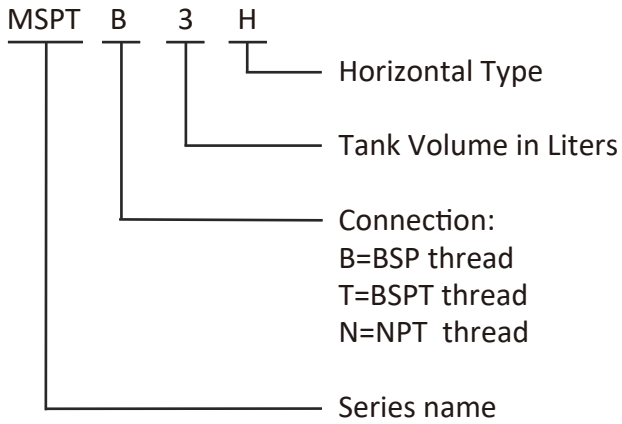 MSPT B 3 H
Horizontal Type
Tank Volume in Liters
Connection:
B=BSP thread
T=BSPT thread
N=NPT thread
Series name